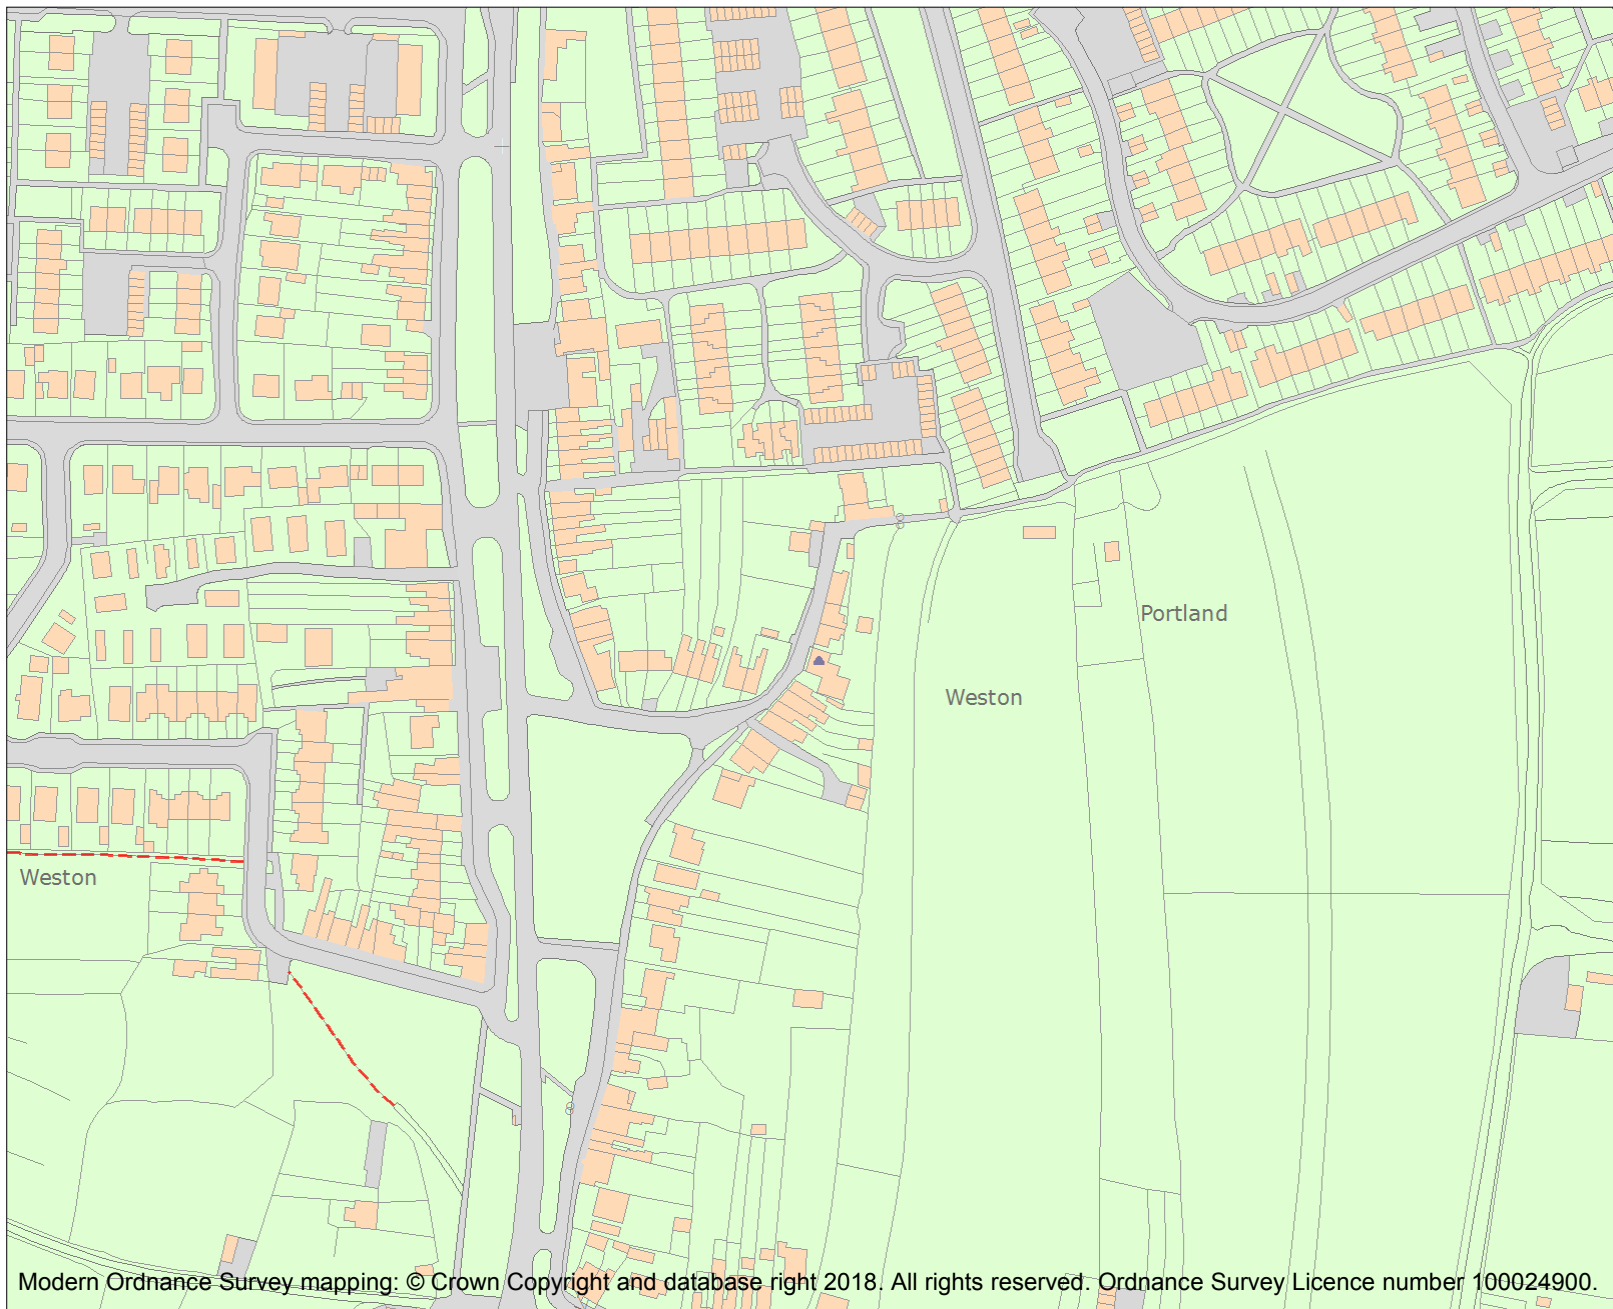 Portland
Weston
Weston
Modern Ordnance Survey mapping: © Crown Copyright and database right 2018. All rights reserved. Ordnance Survey Licence number 100024900.